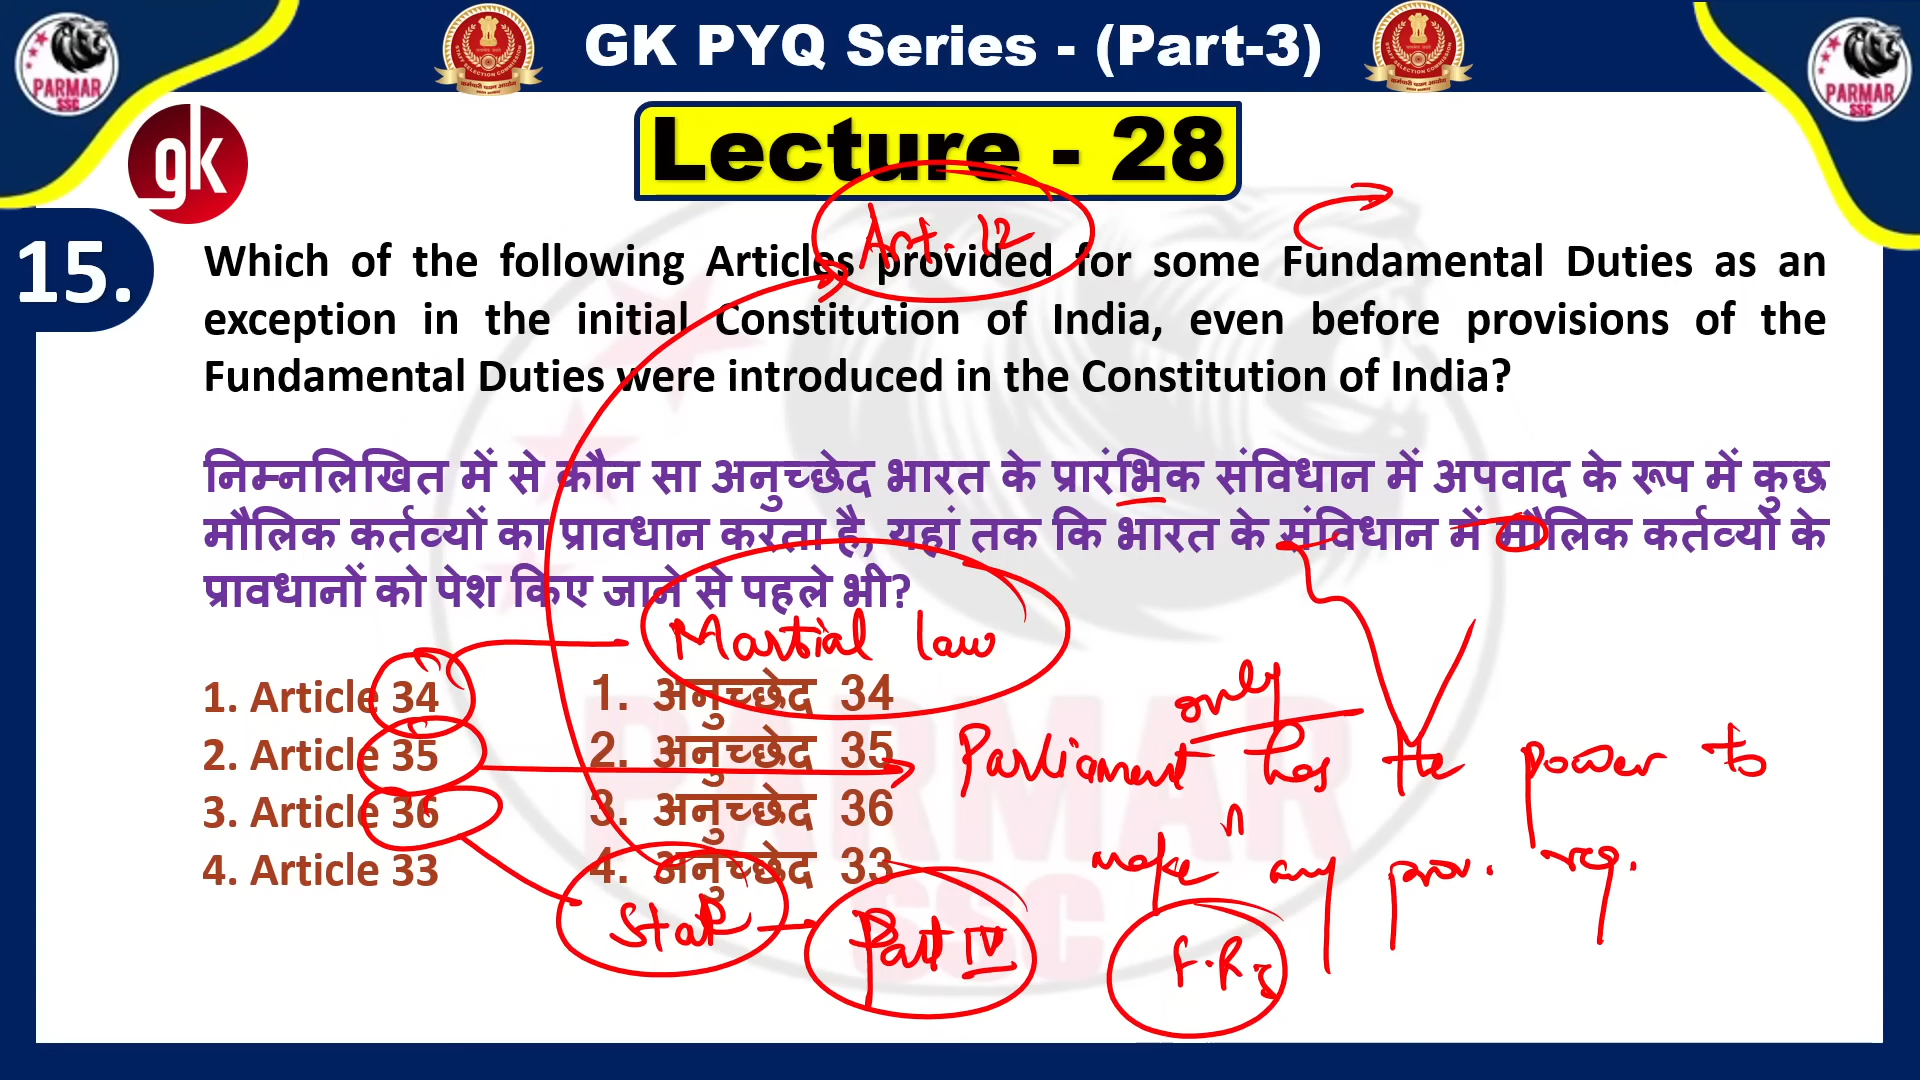 GK PYQ Series - (Part-3)
PARMAR
SSC
PARMAR
SSC
gk
Lecture - 28
Art. 12
15.
Which of the following Articles provided for some Fundamental Duties as an
exception in the initial Constitution of India, even before provisions of the
Fundamental Duties were introduced in the Constitution of India?
निम्नलिखित में से कौन सा अनुच्छेद भारत के प्रारंभिक संविधान में अपवाद के रूप में कुछ
मौलिक कर्तव्यों का प्रावधान करता है, यहां तक कि भारत के संविधान में मौलिक कर्तव्यों के
प्रावधानों को पेश किए जाने से पहले भी?
Martial law
1. Article 34
2. Article 35
3. Article 36
4. Article 33
1. अनुच्छेद 34
2. अनुच्छेद 35
3. अनुच्छेद 36
4. अनुच्छेद 33
only
Parliament has the power to
make any prov. req.
State
Part IV
F.Rs
PARMAR
SSC